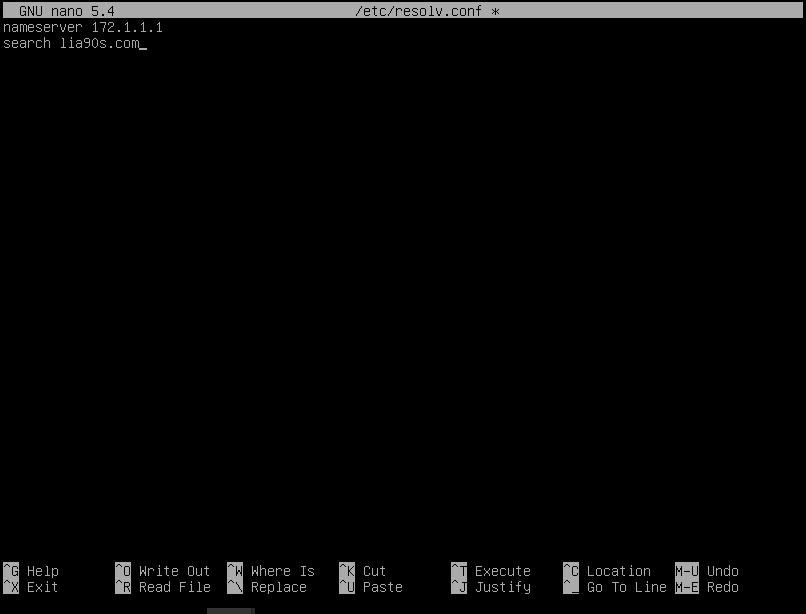 GNU nano 5.4 /etc/resolv.conf *
nameserver 172.1.1.1
search lia90s.com_
^G Help ^O Write Out ^W Where Is ^K Cut ^T Execute ^C Location M-U Undo
^X Exit ^R Read File ^\ Replace ^U Paste ^J Justify ^_ Go To Line M-E Redo